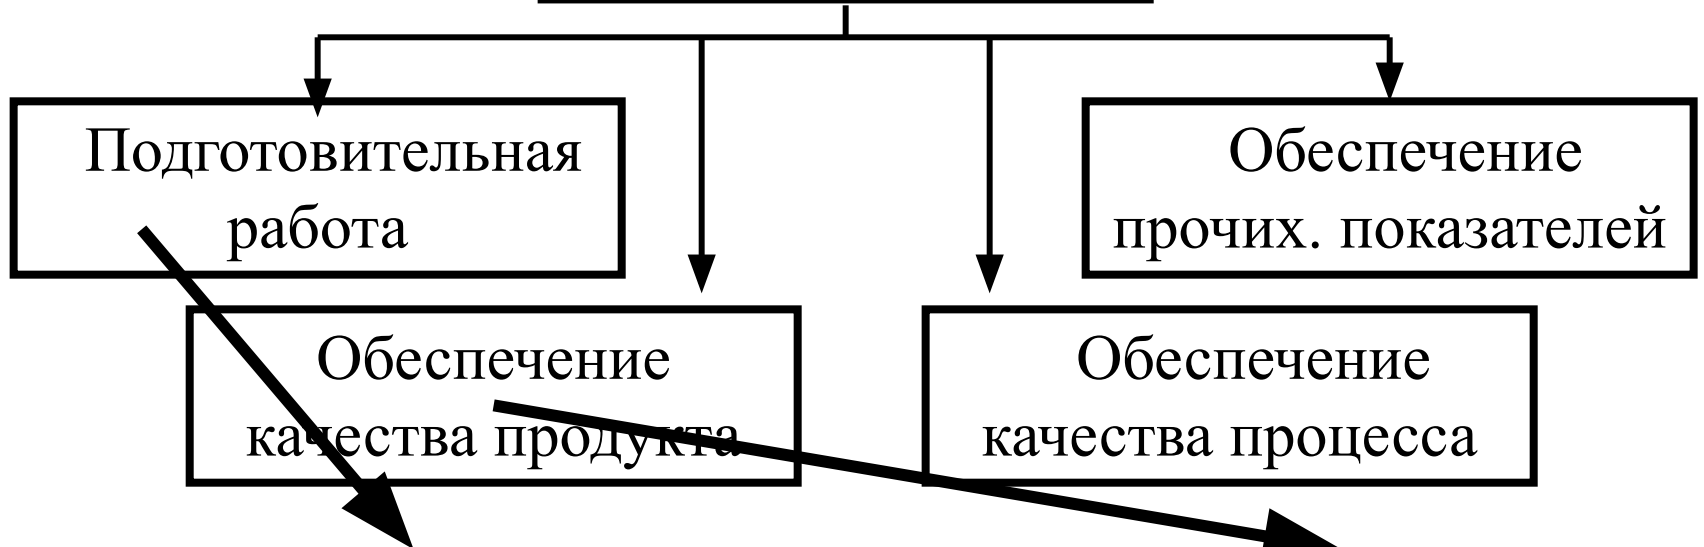 Подготовительная
работа
Обеспечение
прочих. показателей
Обеспечение
качества продукта
Обеспечение
качества процесса